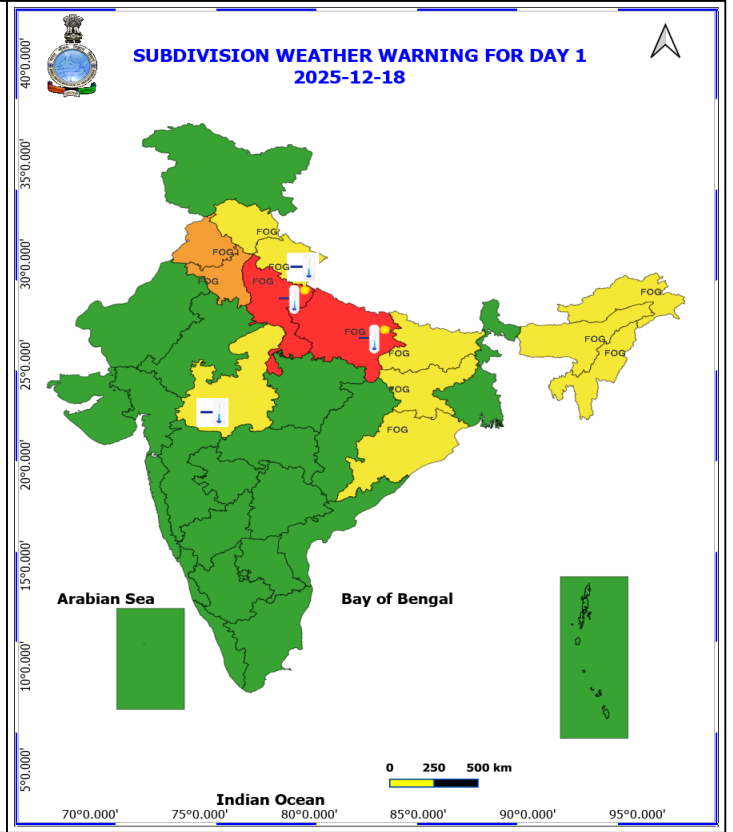 SUBDIVISION WEATHER WARNING FOR DAY 1
2025-12-18
40°0.000'
35°0.000'
30°0.000'
25°0.000'
20°0.000'
15°0.000'
10°0.000'
5°0.000'
FOG
FOG
FOG
FOG
FOG
FOG
FOG
FOG
FOG
FOG
FOG
FOG
Arabian Sea
Bay of Bengal
0 250 500 km
Indian Ocean
70°0.000' 75°0.000' 80°0.000' 85°0.000' 90°0.000' 95°0.000'